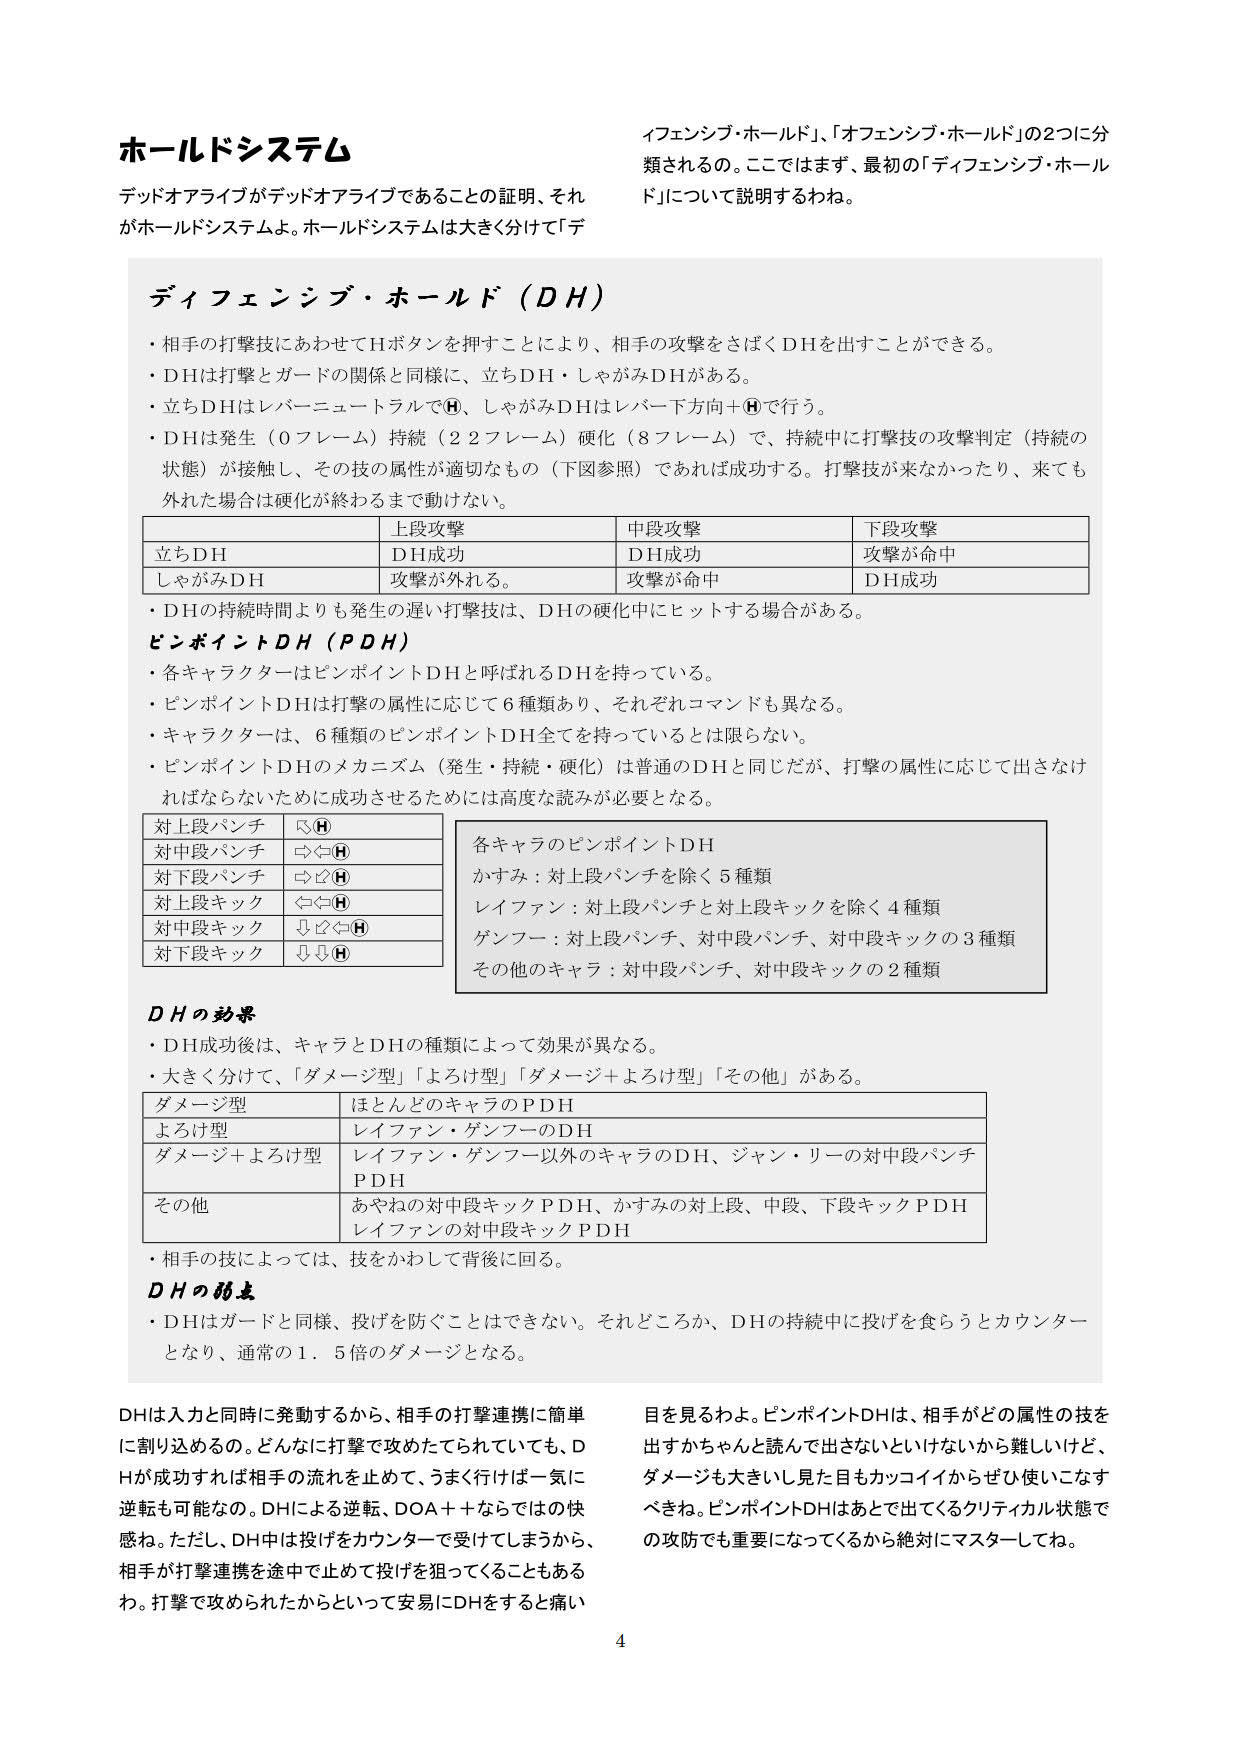 ホールドシステム
デッドオアライブがデッドオアライブであることの証明、それ
がホールドシステムよ。ホールドシステムは大きく分けて「デ
ィフェンシブ・ホールド」、「オフェンシブ・ホールド」の2つに分
類されるの。ここではまず、最初の「ディフェンシブ・ホール
ド」について説明するわね。
ディフェンシブ・ホールド（ＤＨ）
・相手の打撃技にあわせてＨボタンを押すことにより、相手の攻撃をさばくＤＨを出すことができる。
・ＤＨは打撃とガードの関係と同様に、立ちＤＨ・しゃがみＤＨがある。
・立ちＤＨはレバーニュートラルでⒽ、しゃがみＤＨはレバー下方向＋Ⓗで行う。
・ＤＨは発生（０フレーム）持続（２２フレーム）硬化（８フレーム）で、持続中に打撃技の攻撃判定（持続の
状態）が接触し、その技の属性が適切なもの（下図参照）であれば成功する。打撃技が来なかったり、来ても
外れた場合は硬化が終わるまで動けない。
上段攻撃 中段攻撃 下段攻撃
立ちＤＨ ＤＨ成功 ＤＨ成功 攻撃が命中
しゃがみＤＨ 攻撃が外れる。 攻撃が命中 ＤＨ成功
・ＤＨの持続時間よりも発生の遅い打撃技は、ＤＨの硬化中にヒットする場合がある。
ピンポイントＤＨ（ＰＤＨ）
・各キャラクターはピンポイントＤＨと呼ばれるＤＨを持っている。
・ピンポイントＤＨは打撃の属性に応じて６種類あり、それぞれコマンドも異なる。
・キャラクターは、６種類のピンポイントＤＨ全てを持っているとは限らない。
・ピンポイントＤＨのメカニズム（発生・持続・硬化）は普通のＤＨと同じだが、打撃の属性に応じて出さなけ
ればならないために成功させるためには高度な読みが必要となる。
対上段パンチ ⇖Ⓗ
対中段パンチ ⇨⇦Ⓗ
対下段パンチ ⇨⇙Ⓗ
対上段キック ⇦⇦Ⓗ
対中段キック ⇩⇙⇦Ⓗ
対下段キック ⇩⇩Ⓗ
各キャラのピンポイントＤＨ
かすみ：対上段パンチを除く５種類
レイファン：対上段パンチと対上段キックを除く４種類
ゲンフー：対上段パンチ、対中段パンチ、対中段キックの３種類
その他のキャラ：対中段パンチ、対中段キックの２種類
ＤＨの効果
・ＤＨ成功後は、キャラとＤＨの種類によって効果が異なる。
・大きく分けて、「ダメージ型」「よろけ型」「ダメージ＋よろけ型」「その他」がある。
ダメージ型 ほとんどのキャラのＰＤＨ
よろけ型 レイファン・ゲンフーのＤＨ
ダメージ＋よろけ型 レイファン・ゲンフー以外のキャラのＤＨ、ジャン・リーの対中段パンチ
ＰＤＨ
その他 あやねの対中段キックＰＤＨ、かすみの対上段、中段、下段キックＰＤＨ
レイファンの対中段キックＰＤＨ
・相手の技によっては、技をかわして背後に回る。
ＤＨの弱点
・ＤＨはガードと同様、投げを防ぐことはできない。それどころか、ＤＨの持続中に投げを食らうとカウンター
となり、通常の１．５倍のダメージとなる。
DHは入力と同時に発動するから、相手の打撃連携に簡単
に割り込めるの。どんなに打撃で攻めたてられていても、D
Hが成功すれば相手の流れを止めて、うまく行けば一気に
逆転も可能なの。DHによる逆転、DOA＋＋ならではの快
感ね。ただし、DH中は投げをカウンターで受けてしまうから、
相手が打撃連携を途中で止めて投げを狙ってくることもある
わ。打撃で攻められたからといって安易にDHをすると痛い
目を見るわよ。ピンポイントDHは、相手がどの属性の技を
出すかちゃんと読んで出さないといけないから難しいけど、
ダメージも大きいし見た目もカッコイイからぜひ使いこなす
べきね。ピンポイントDHはあとで出てくるクリティカル状態で
の攻防でも重要になってくるから絶対にマスターしてね。
4